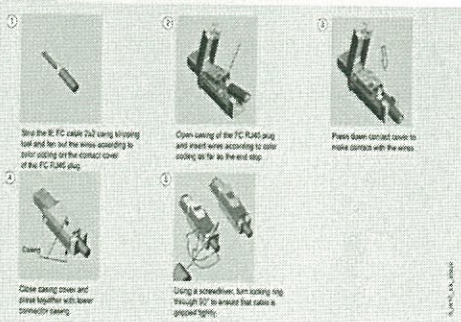 1
Strip the IE FC cable 2x2 using stripping
tool and fan out the wires according to
color coding on the contact cover
of the FC RJ45 plug.
2
Open casing of the FC RJ45 plug
and insert wires according to color
coding as far as the end stop.
3
Press down contact cover to
make contact with the wires.
4
Casing
Close casing cover and
press together with lower
connector casing.
5
Using a screwdriver, turn locking ring
through 90° to ensure that cable is
gripped tightly.